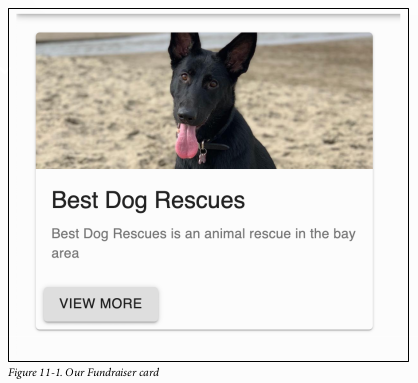 Best Dog Rescues
Best Dog Rescues is an animal rescue in the bay
area
VIEW MORE
Figure 11-1. Our Fundraiser card